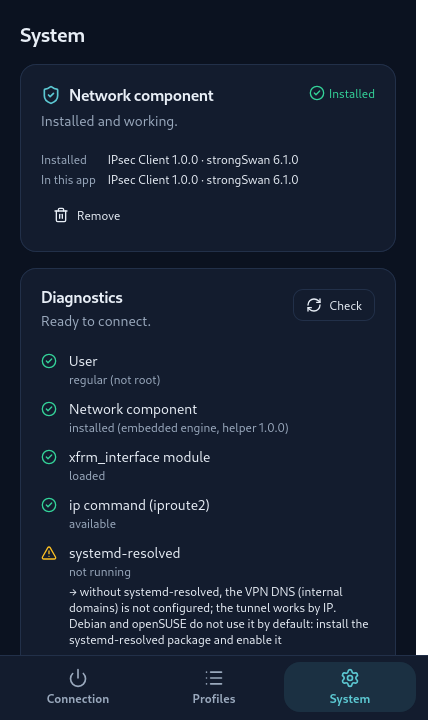 System
Network component
Installed
Installed and working.
Installed IPsec Client 1.0.0 · strongSwan 6.1.0
In this app IPsec Client 1.0.0 · strongSwan 6.1.0
Remove
Diagnostics
Check
Ready to connect.
User
regular (not root)
Network component
installed (embedded engine, helper 1.0.0)
xfrm_interface module
loaded
ip command (iproute2)
available
systemd-resolved
not running
→ without systemd-resolved, the VPN DNS (internal
domains) is not configured; the tunnel works by IP.
Debian and openSUSE do not use it by default: install the
systemd-resolved package and enable it
Connection Profiles System